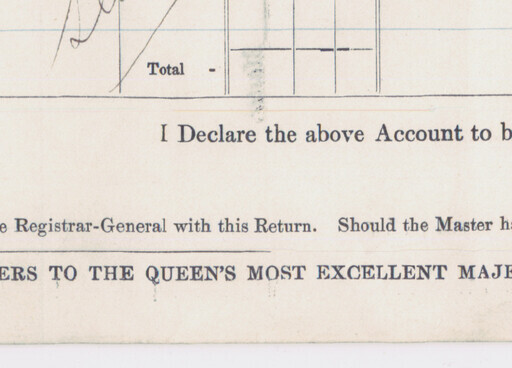 Total -
I Declare the above Account to b
e Registrar-General with this Return. Should the Master h
ERS TO THE QUEEN'S MOST EXCELLENT MAJE